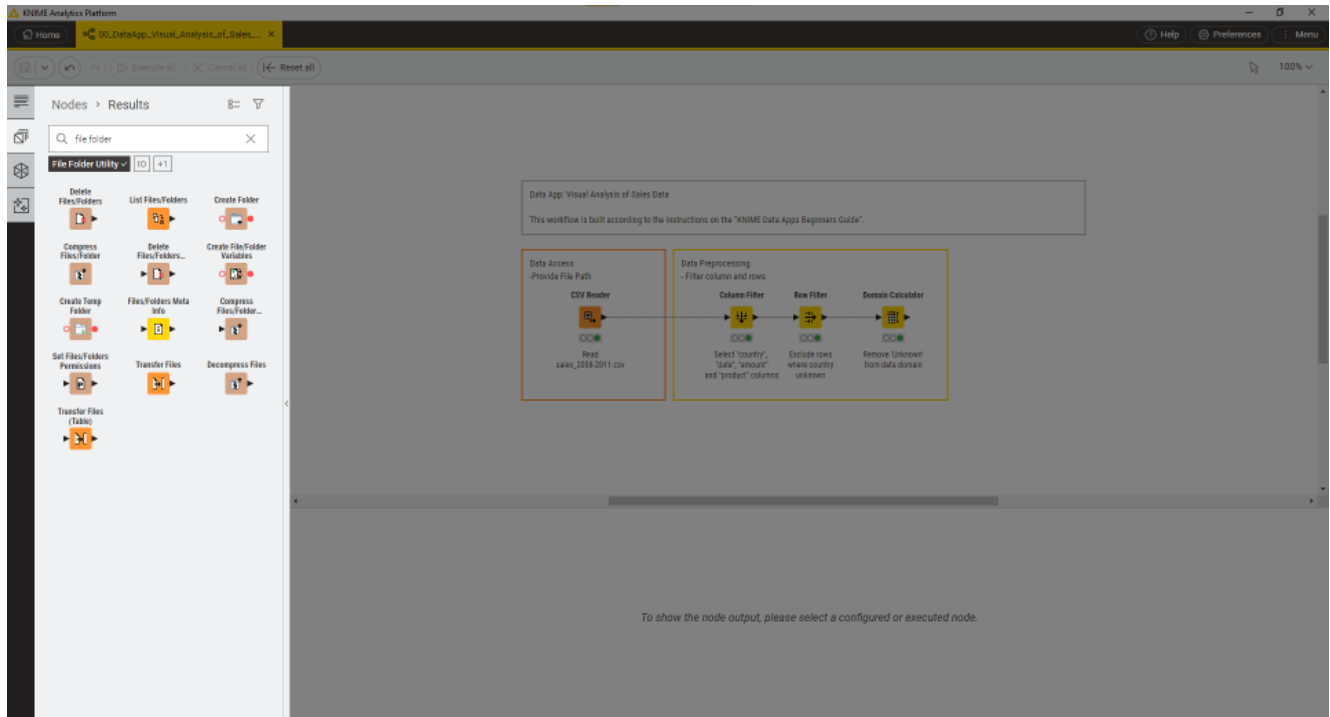 KNIME Analytics Platform
Home
00_DataApp_Visual_Analysis_of_Sales_...
Help
Preferences
Menu
Execute all
Cancel all
Reset all
100%
Nodes > Results
file folder
File Folder Utility
IO
+1
Delete
Files/Folders
List Files/Folders
Create Folder
Compress
Files/Folder
Delete
Files/Folders...
Create File/Folder
Variables
Create Temp
Folder
Files/Folders Meta
Info
Compress
Files/Folder...
Set Files/Folders
Permissions
Transfer Files
Decompress Files
Transfer Files
(Table)
Data App: Visual Analysis of Sales Data
This workflow is built according to the instructions on the "KNIME Data Apps Beginners Guide".
Data Access
-Provide File Path
CSV Reader
Read
sales_2008-2011.csv
Data Preprocessing
- Filter column and rows
Column Filter
Select "country",
"date", "amount"
and "product" columns
Row Filter
Exclude rows
where country
unknown
Domain Calculator
Remove 'Unknown'
from data domain
To show the node output, please select a configured or executed node.